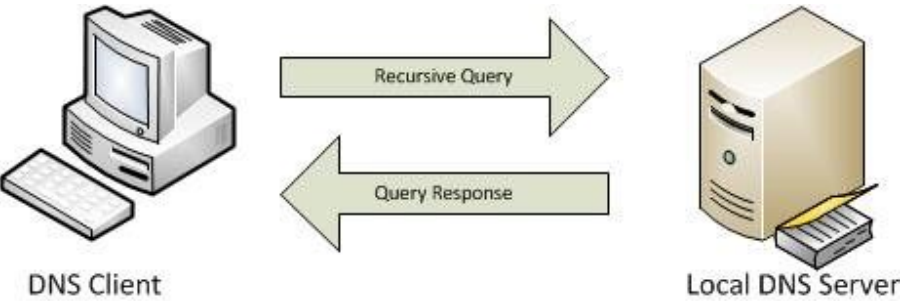 Recursive Query
Query Response
DNS Client
Local DNS Server